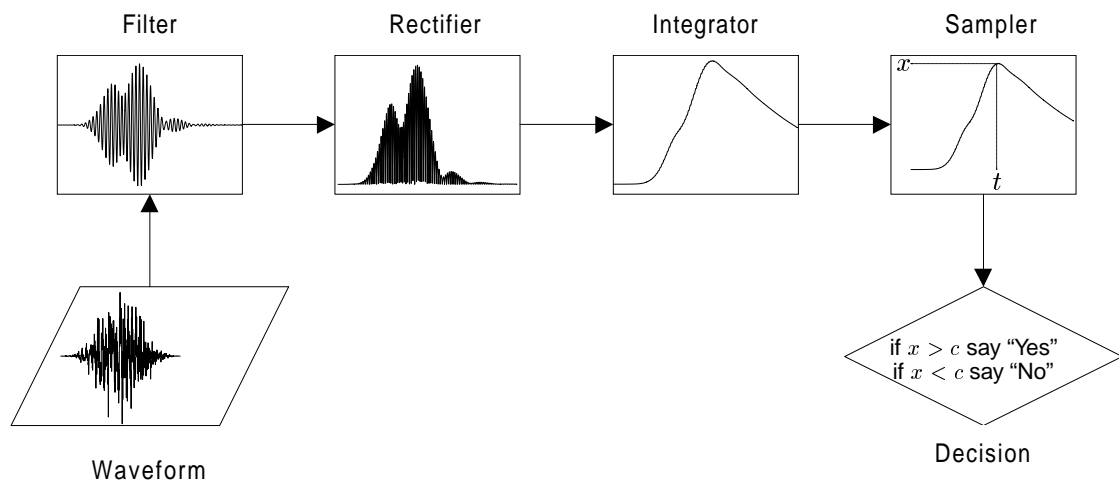 Filter
Rectifier
Integrator
Sampler
x
t
if x > c say “Yes”
if x < c say “No”
Waveform
Decision